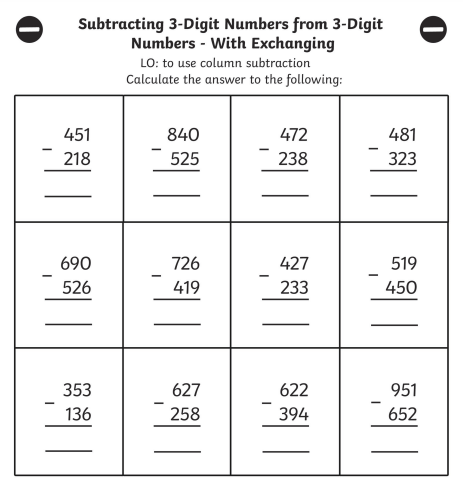 Subtracting 3-Digit Numbers from 3-Digit
Numbers - With Exchanging
LO: to use column subtraction
Calculate the answer to the following:
451 840 472 481
- 218 - 525 - 238 - 323
690 726 427 519
- 526 - 419 - 233 - 450
353 627 622 951
- 136 - 258 - 394 - 652